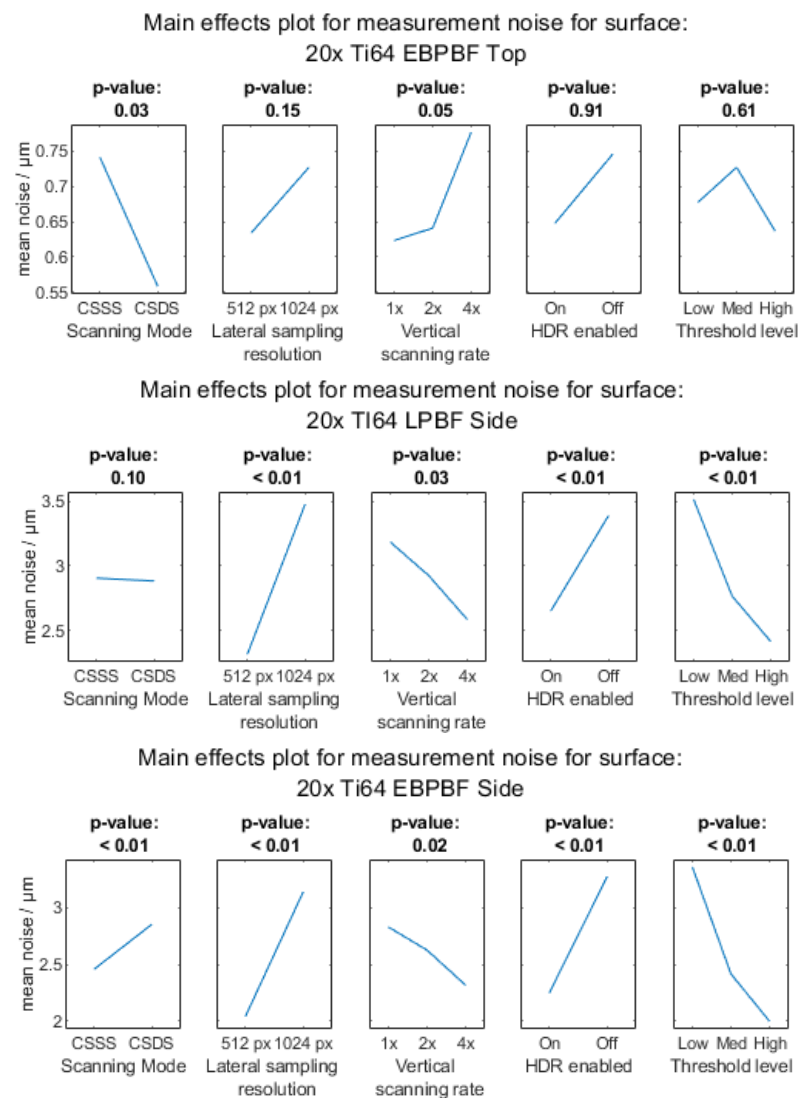 Main effects plot for measurement noise for surface:
20x Ti64 EBPBF Top
p-value: p-value: p-value: p-value: p-value:
0.03 0.15 0.05 0.91 0.61
mean noise / μm
0.75
0.7
0.65
0.6
0.55
CSSS CSDS 512 px 1024 px 1x 2x 4x On Off Low Med High
Scanning Mode Lateral sampling Vertical HDR enabled Threshold level
resolution scanning rate
Main effects plot for measurement noise for surface:
20x TI64 LPBF Side
p-value: p-value: p-value: p-value: p-value:
0.10 < 0.01 0.03 < 0.01 < 0.01
mean noise / μm
3.5
3
2.5
CSSS CSDS 512 px 1024 px 1x 2x 4x On Off Low Med High
Scanning Mode Lateral sampling Vertical HDR enabled Threshold level
resolution scanning rate
Main effects plot for measurement noise for surface:
20x Ti64 EBPBF Side
p-value: p-value: p-value: p-value: p-value:
< 0.01 < 0.01 0.02 < 0.01 < 0.01
mean noise / μm
3
2.5
2
CSSS CSDS 512 px 1024 px 1x 2x 4x On Off Low Med High
Scanning Mode Lateral sampling Vertical HDR enabled Threshold level
resolution scanning rate